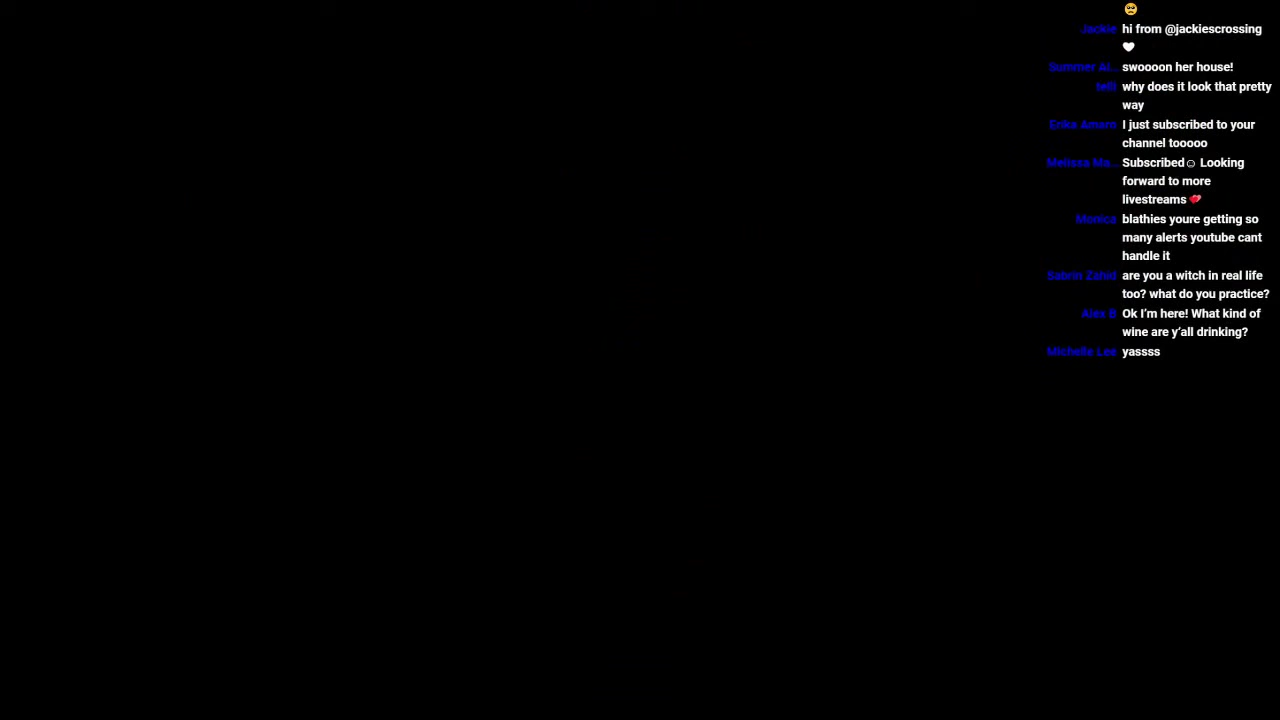 🥺
Jackie hi from @jackiescrossing
🤍
Summer Al... swoooon her house!
telli why does it look that pretty
way
Erika Amaro I just subscribed to your
channel tooooo
Melissa Ma... Subscribed☺ Looking
forward to more
livestreams 💕
Monica blathies youre getting so
many alerts youtube cant
handle it
Sabrin Zahid are you a witch in real life
too? what do you practice?
Alex B Ok I’m here! What kind of
wine are y’all drinking?
Michelle Lee yassss